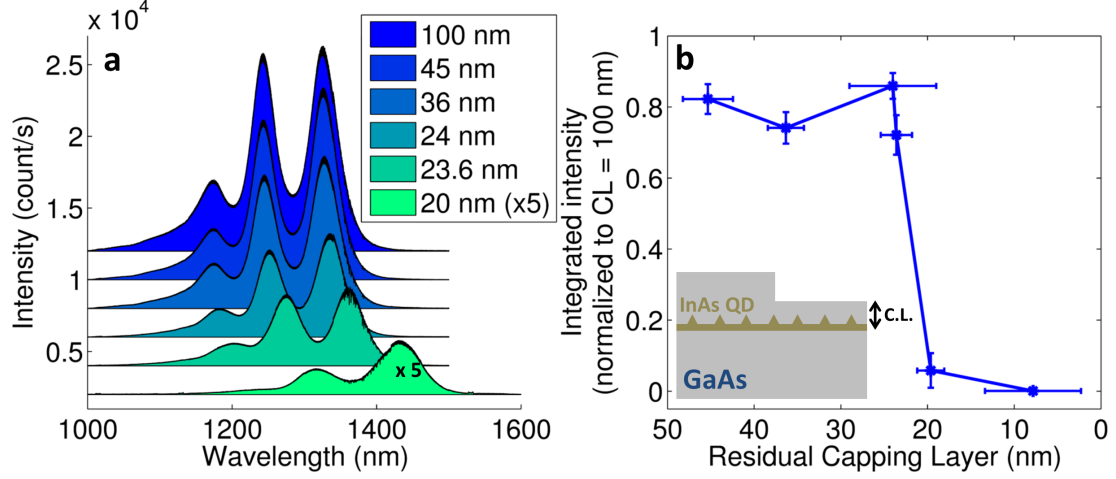 x 10⁴
a
100 nm
45 nm
36 nm
24 nm
23.6 nm
20 nm (x5)
2.5
2
1.5
1
0.5
Intensity (count/s)
x 5
1000 1200 1400 1600
Wavelength (nm)
b
1
0.8
0.6
0.4
0.2
0
Integrated intensity
(normalized to CL = 100 nm)
InAs QD
C.L.
GaAs
50 40 30 20 10 0
Residual Capping Layer (nm)